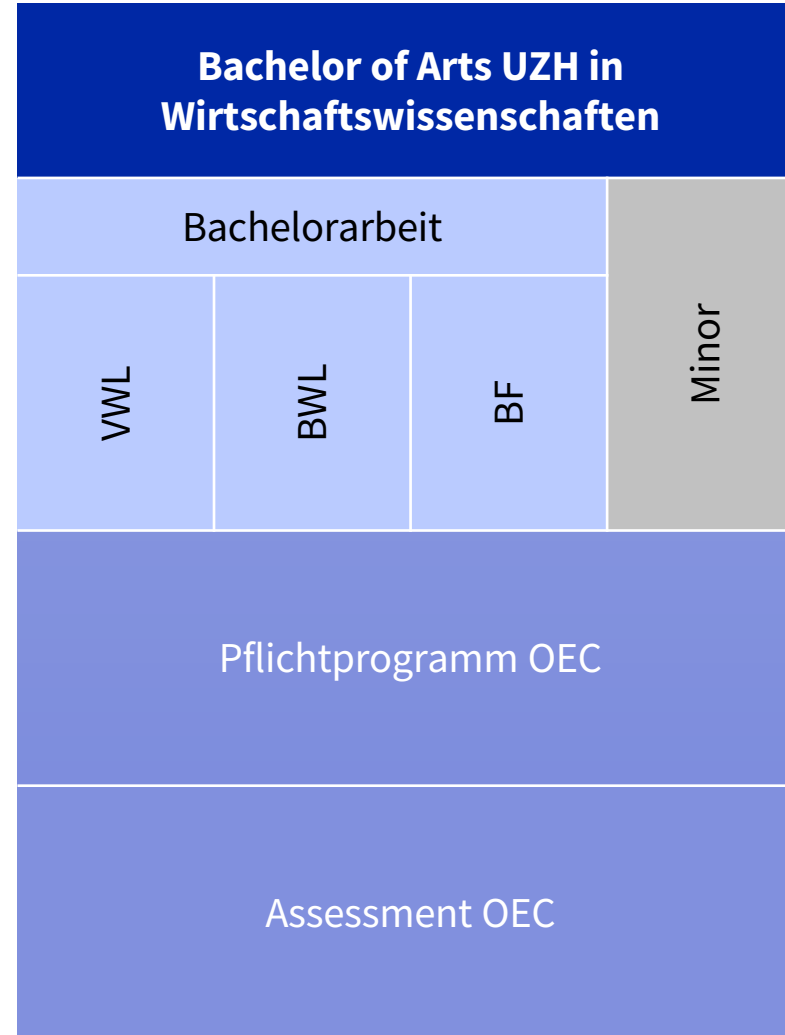 Bachelor of Arts UZH in
Wirtschaftswissenschaften
Bachelorarbeit
VWL
BWL
BF
Minor
Pflichtprogramm OEC
Assessment OEC